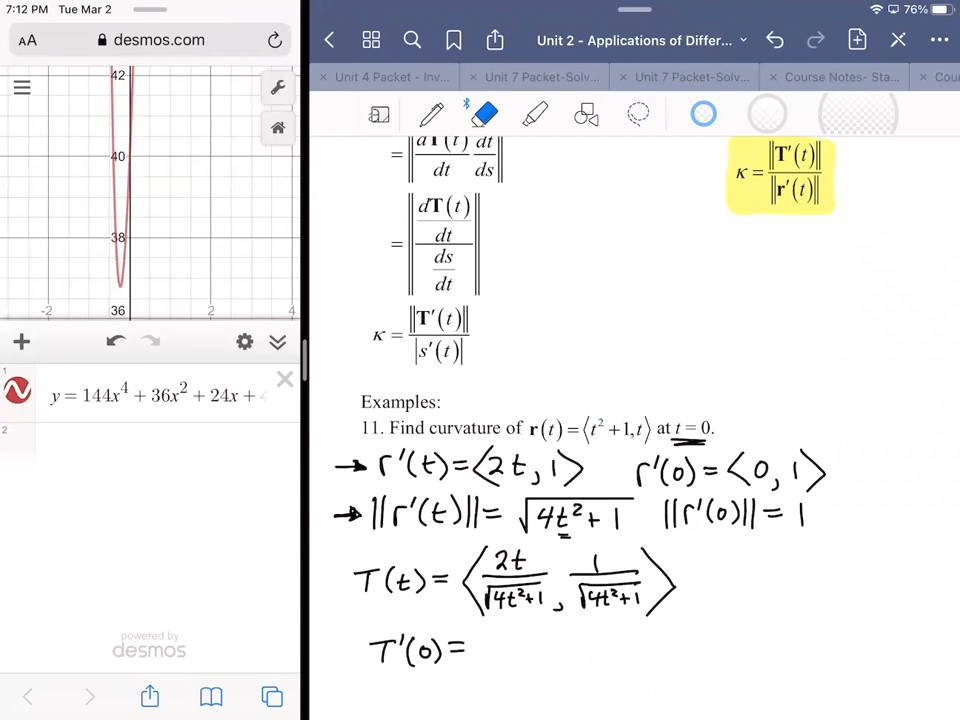 7:12 PM Tue Mar 2
76%
AA desmos.com
Unit 2 - Applications of Differ...
Unit 4 Packet - Inv...
Unit 7 Packet-Solv...
Unit 7 Packet-Solv...
Course Notes- Sta...
Cou
42
40
38
36
-2
2
4
1
y = 144x⁴ + 36x² + 24x +
2
powered by
desmos
= ‖dT(t)/dt dt/ds‖
= ‖(dT(t)/dt)/(ds/dt)‖
κ = ‖T′(t)‖/|s′(t)|
κ = ‖T′(t)‖/‖r′(t)‖
Examples:
11. Find curvature of r(t) = ⟨t² + 1, t⟩ at t = 0.
→ r'(t) = ⟨2t, 1⟩ r'(0) = ⟨0, 1⟩
→ ||r'(t)|| = √(4t² + 1) ||r'(0)|| = 1
T(t) = ⟨2t/√(4t²+1), 1/√(4t²+1)⟩
T'(0) =